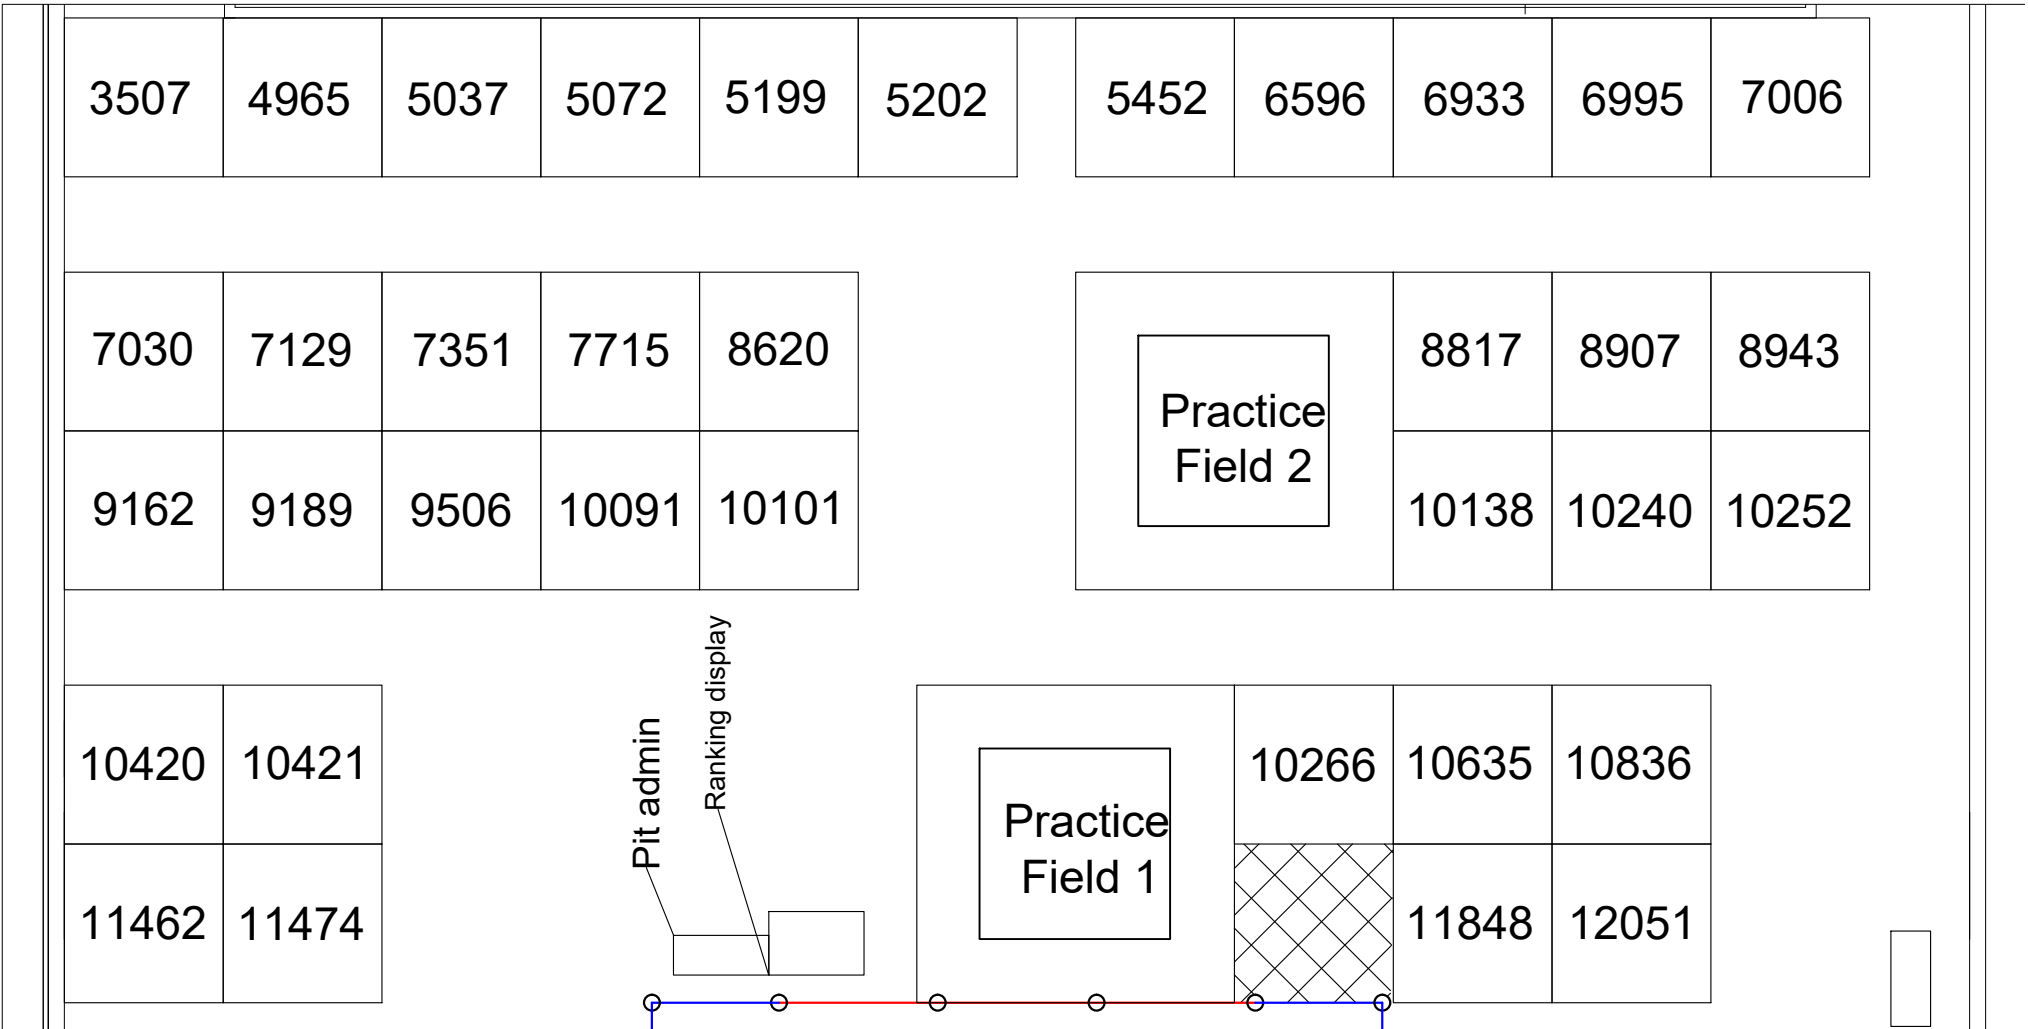 3507 4965 5037 5072 5199 5202 5452 6596 6933 6995 7006
7030 7129 7351 7715 8620 8817 8907 8943
Practice
Field 2
9162 9189 9506 10091 10101 10138 10240 10252
Pit admin
Ranking display
10420 10421 10266 10635 10836
Practice
Field 1
11462 11474 11848 12051